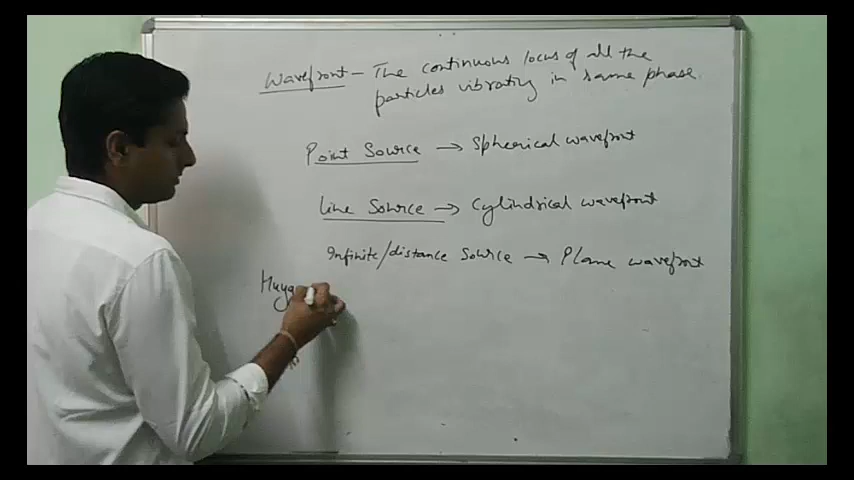 Wavefront - The continuous locus of all the
particles vibrating in same phase.
Point Source → Spherical wavefront
Line Source → Cylindrical wavefront
Infinite/distance Source → Plane wavefront
Huyg